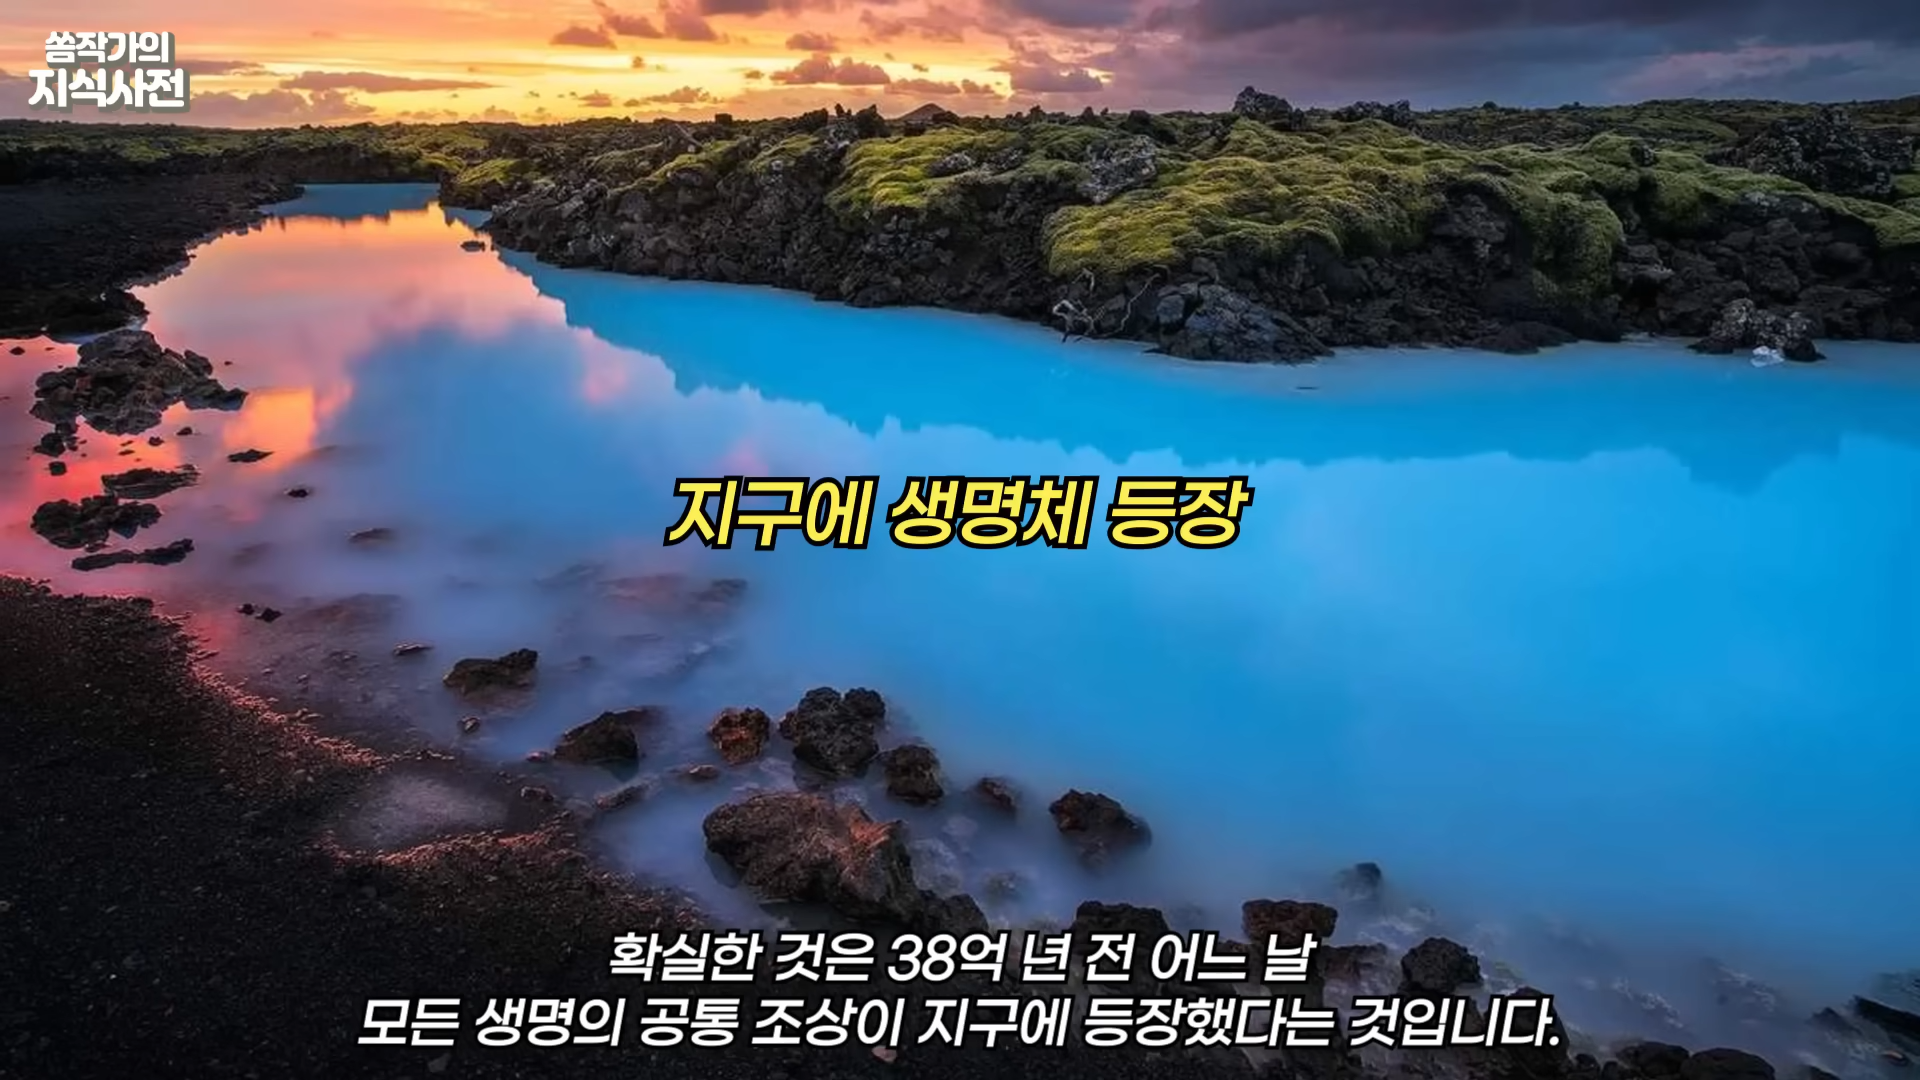 쏨작가의
지식사전
지구에 생명체 등장
확실한 것은 38억 년 전 어느 날
모든 생명의 공통 조상이 지구에 등장했다는 것입니다.